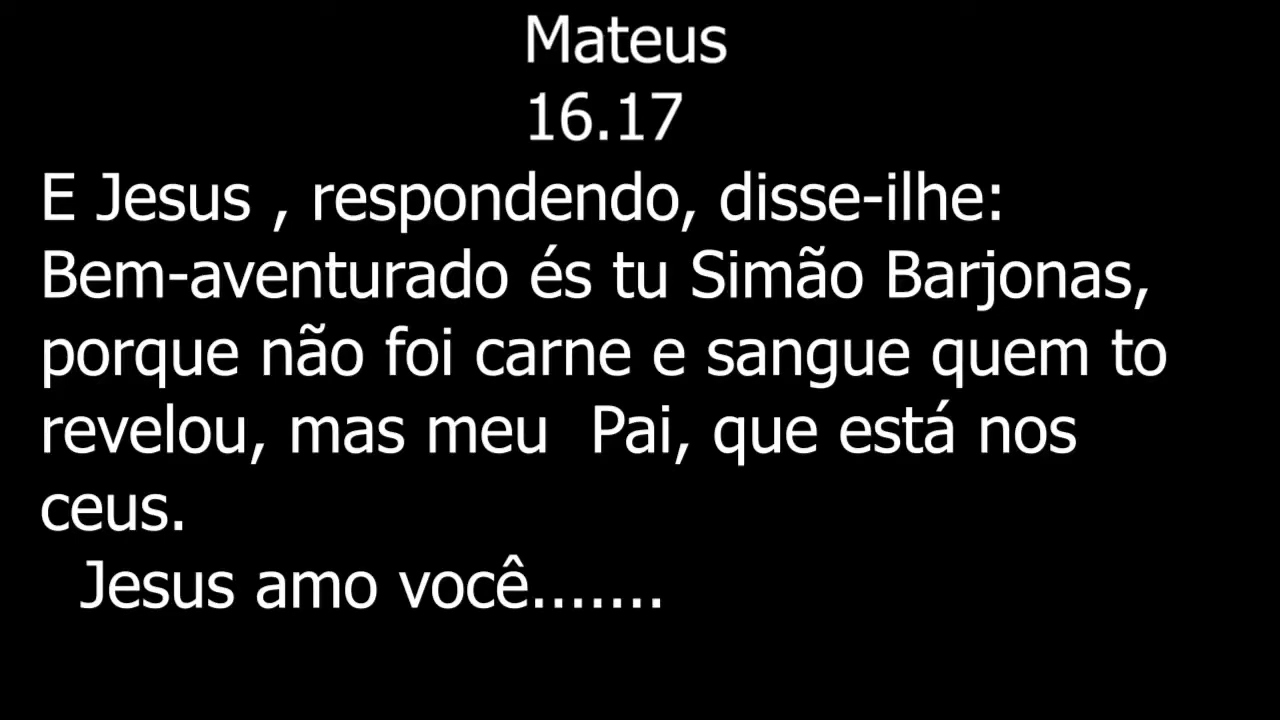 Mateus
16.17
E Jesus , respondendo, disse-ilhe:
Bem-aventurado és tu Simão Barjonas,
porque não foi carne e sangue quem to
revelou, mas meu  Pai, que está nos
ceus.
Jesus amo você.......